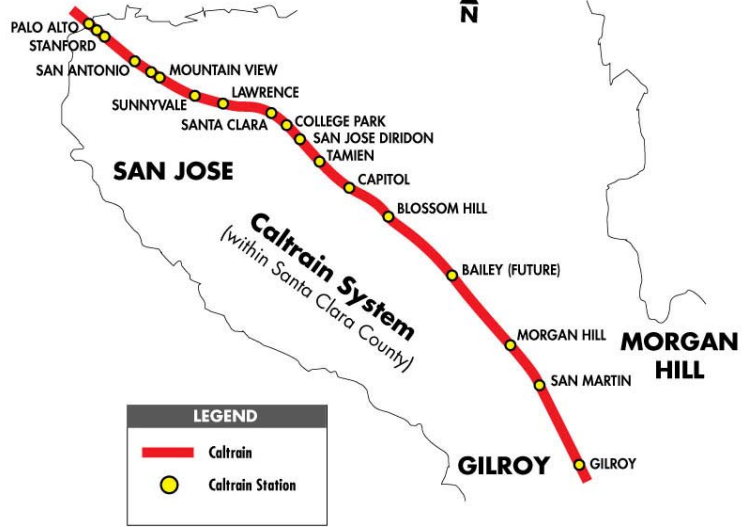 N
PALO ALTO
STANFORD
SAN ANTONIO
MOUNTAIN VIEW
SUNNYVALE
LAWRENCE
SANTA CLARA
COLLEGE PARK
SAN JOSE DIRIDON
TAMIEN
SAN JOSE
CAPITOL
BLOSSOM HILL
Caltrain System
(within Santa Clara County)
BAILEY (FUTURE)
MORGAN HILL
MORGAN
HILL
SAN MARTIN
GILROY
GILROY
LEGEND
Caltrain
Caltrain Station